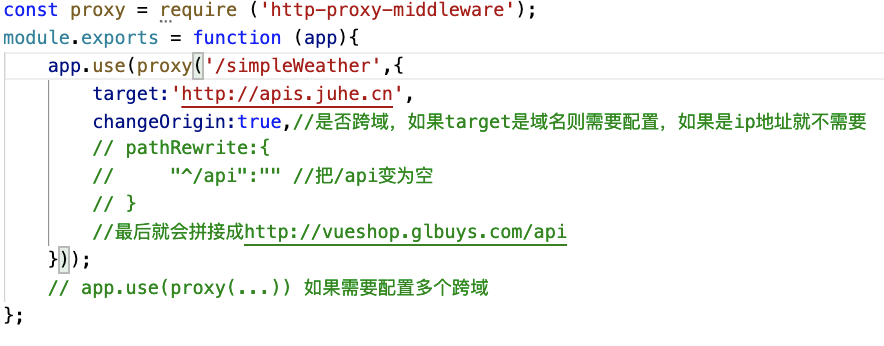 const proxy = require ('http-proxy-middleware');
module.exports = function (app){
    app.use(proxy('/simpleWeather',{
        target:'http://apis.juhe.cn',
        changeOrigin:true,//是否跨域，如果target是域名则需要配置，如果是ip地址就不需要
        // pathRewrite:{
        //     "^/api":"" //把/api变为空
        // }
        //最后就会拼接成http://vueshop.glbuys.com/api
    }));
    // app.use(proxy(...)) 如果需要配置多个跨域
};